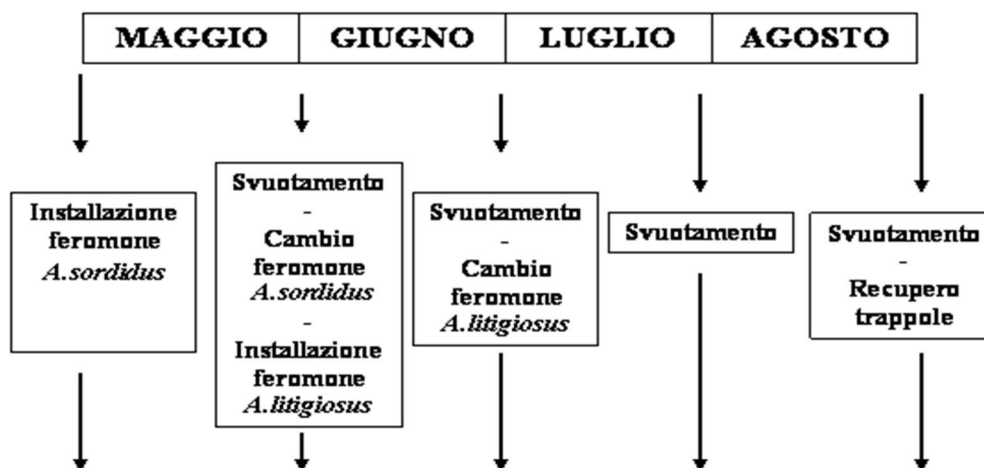 MAGGIO GIUGNO LUGLIO AGOSTO
Installazione
feromone
A.sordidus
Svuotamento
-
Cambio
feromone
A.sordidus
-
Installazione
feromone
A.litigiosus
Svuotamento
-
Cambio
feromone
A.litigiosus
Svuotamento
Svuotamento
-
Recupero
trappole